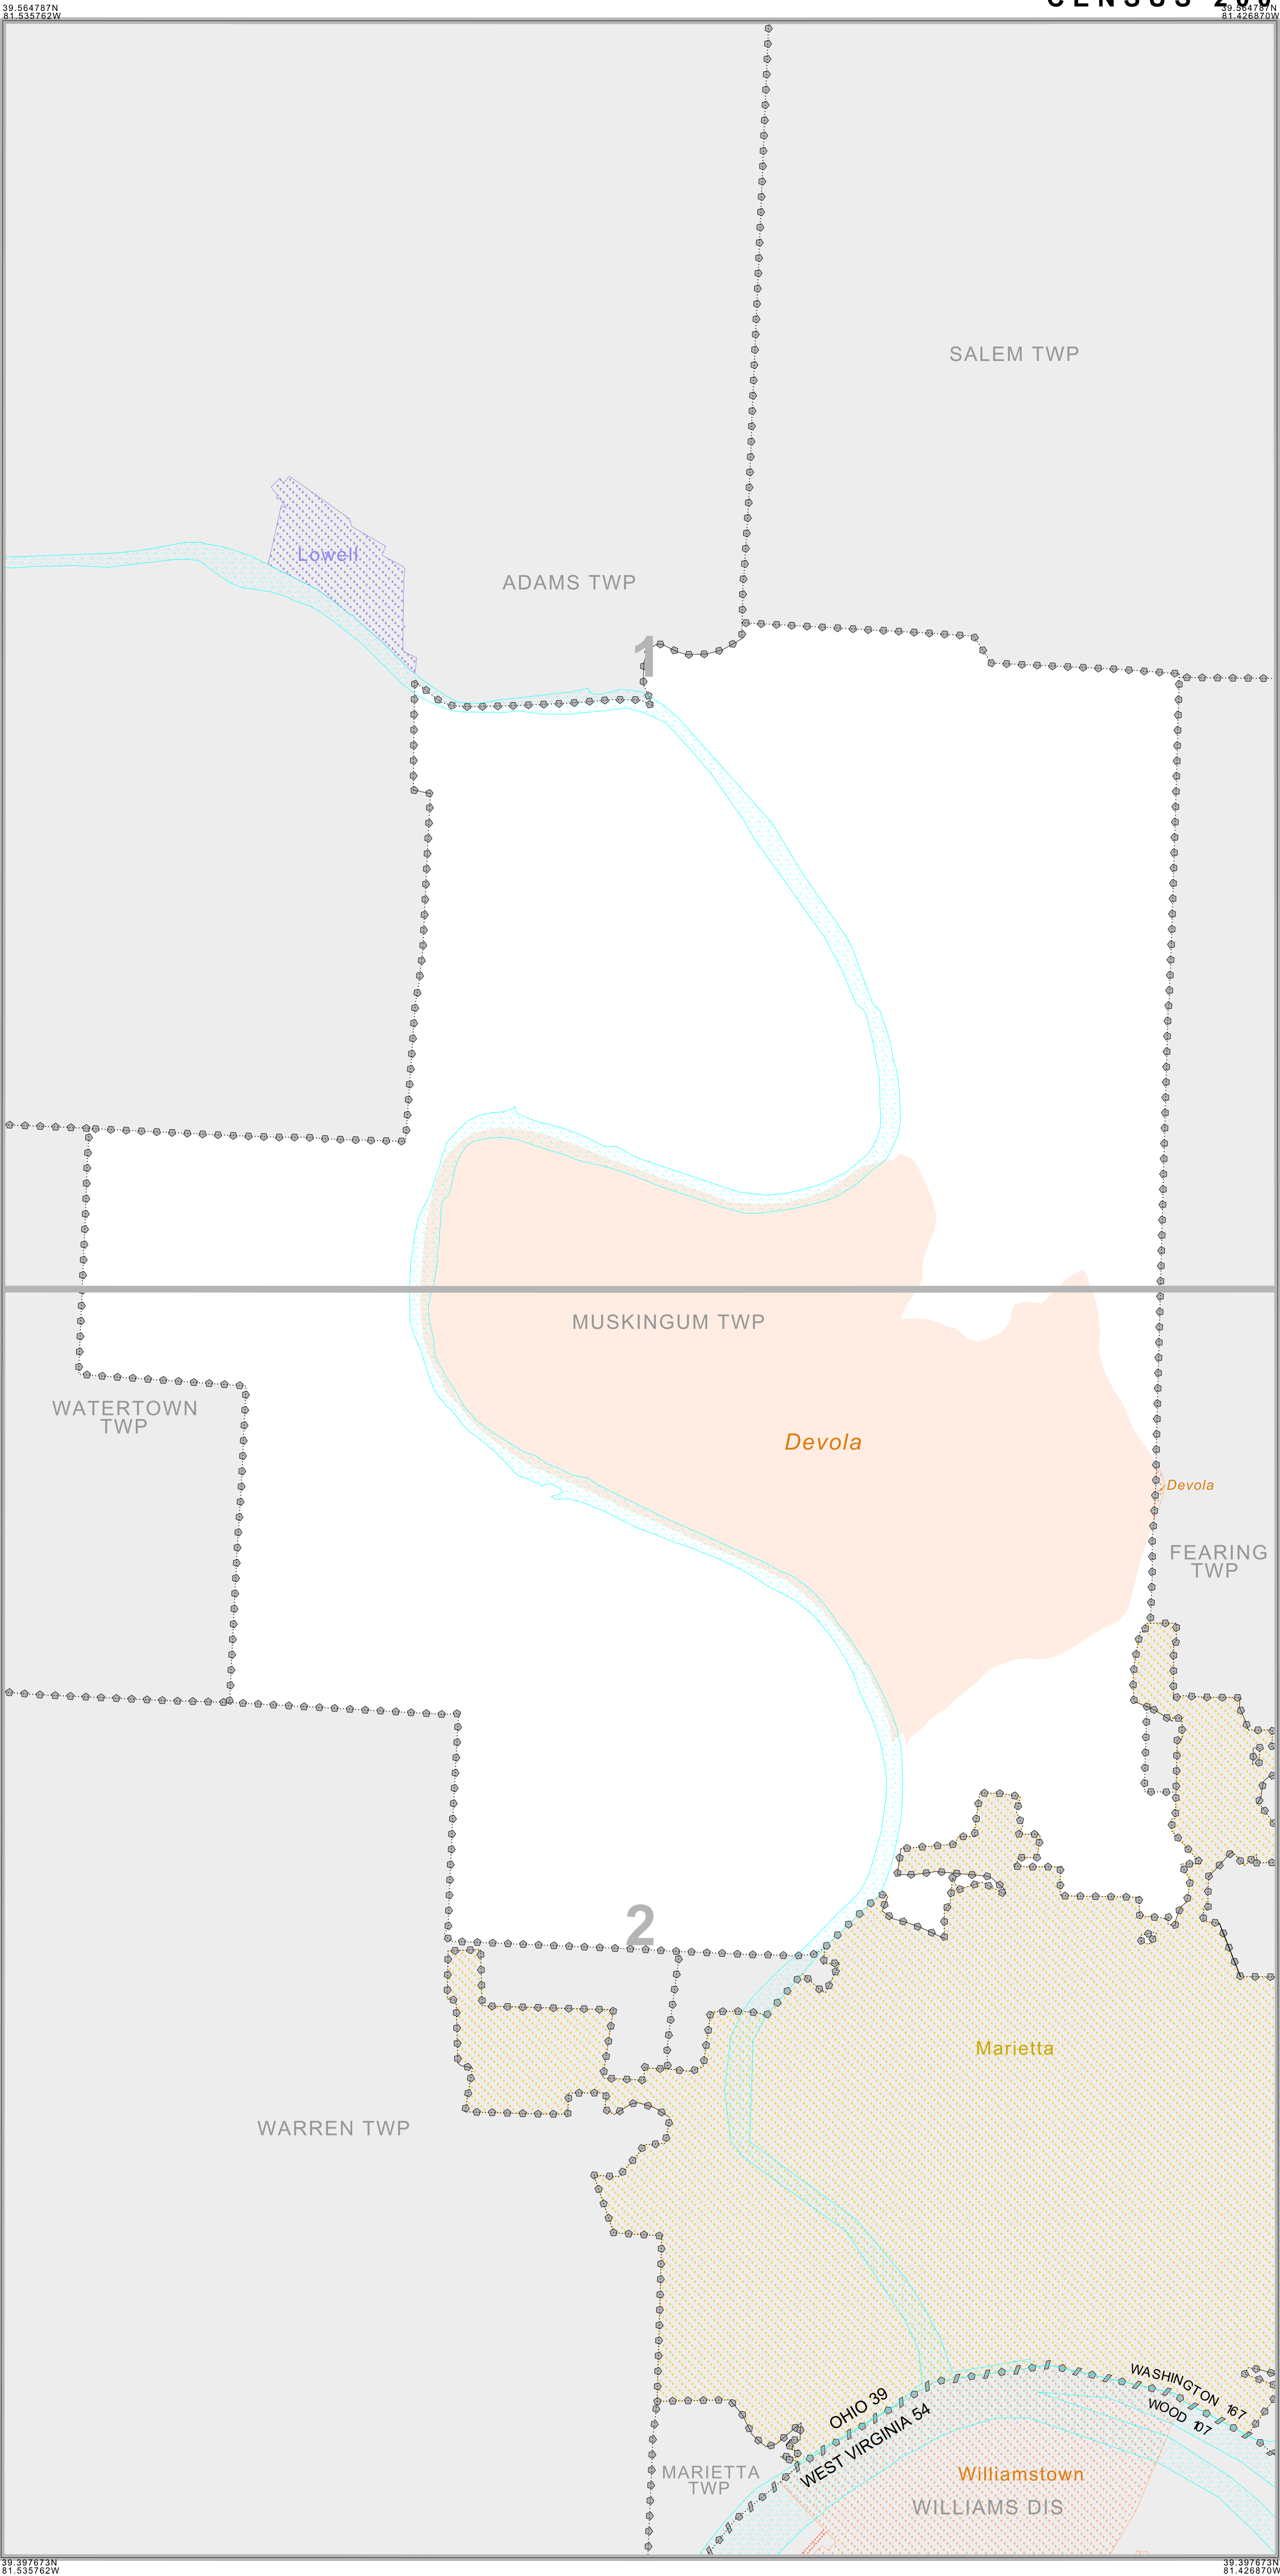 CENSUS 200
39.564787N
81.535762W
39.564787N
81.426870W
SALEM TWP
Lowell
ADAMS TWP
1
MUSKINGUM TWP
WATERTOWN
TWP
Devola
Devola
FEARING
TWP
2
Marietta
WARREN TWP
WASHINGTON 167
WOOD 107
OHIO 39
WEST VIRGINIA 54
MARIETTA
TWP
Williamstown
WILLIAMS DIS
39.397673N
81.535762W
39.397673N
81.426870W